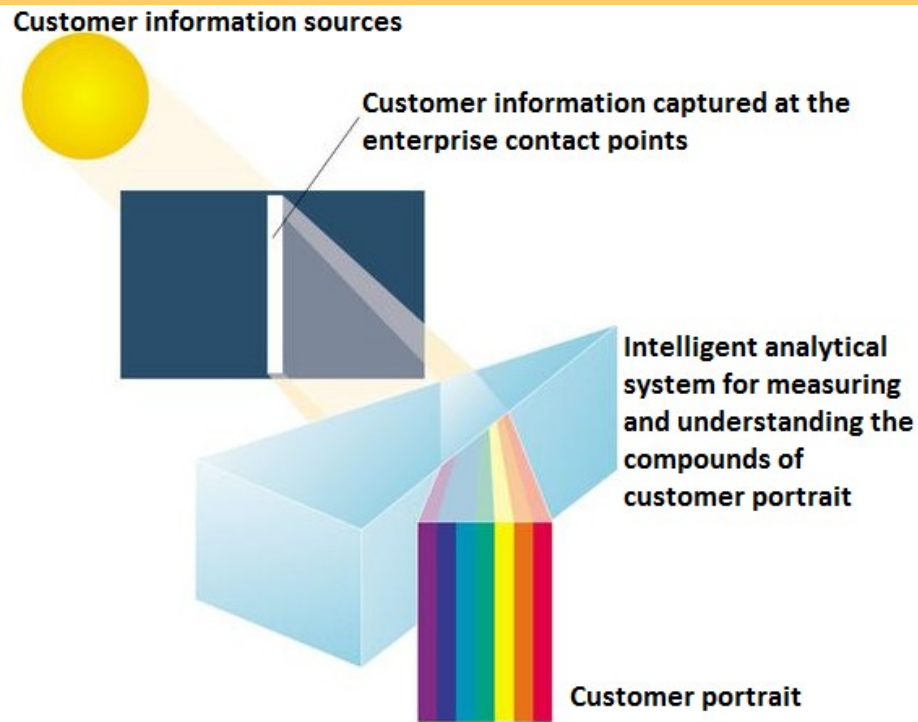 Customer information sources
Customer information captured at the
enterprise contact points
Intelligent analytical
system for measuring
and understanding the
compounds of
customer portrait
Customer portrait